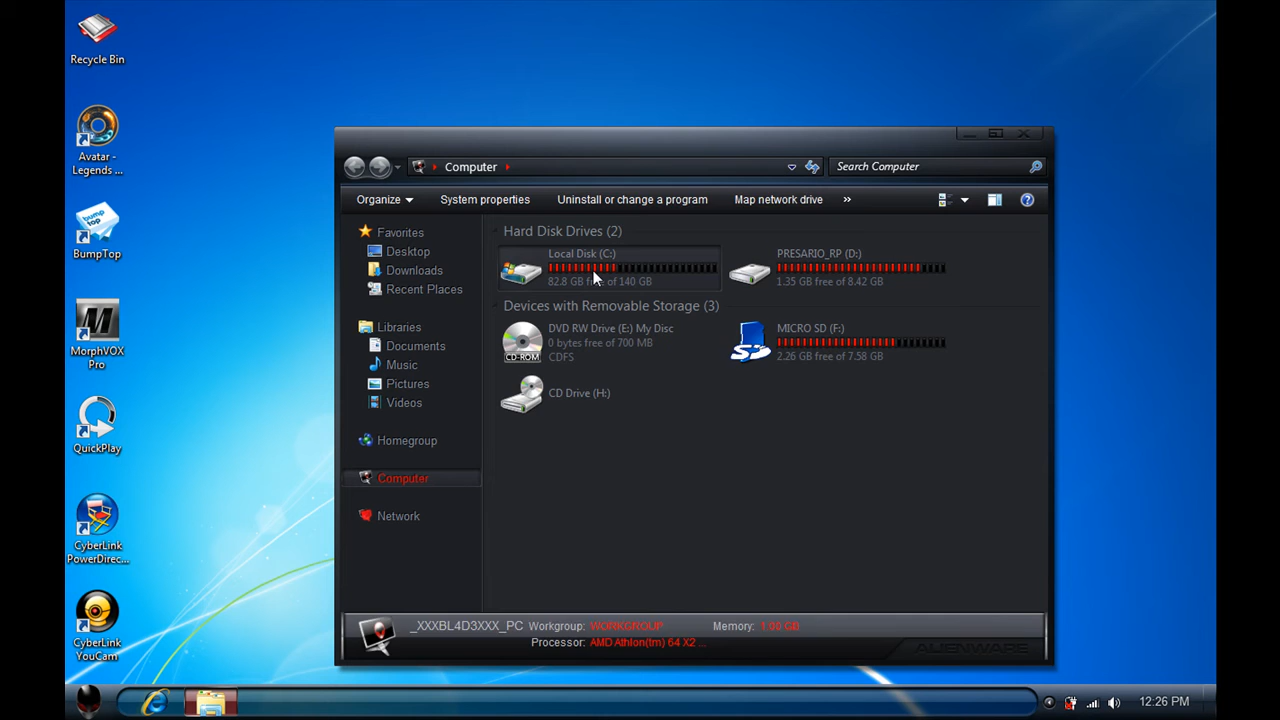 Recycle Bin
Avatar -
Legends ...
bump
top
BumpTop
MorphVOX
Pro
QuickPlay
CyberLink
PowerDirec...
CyberLink
YouCam
Computer
Search Computer
Organize
System properties
Uninstall or change a program
Map network drive
»
Favorites
Desktop
Downloads
Recent Places
Libraries
Documents
Music
Pictures
Videos
Homegroup
Computer
Network
Hard Disk Drives (2)
Local Disk (C:)
82.8 GB free of 140 GB
PRESARIO_RP (D:)
1.35 GB free of 8.42 GB
Devices with Removable Storage (3)
CD-ROM
DVD RW Drive (E:) My Disc
0 bytes free of 700 MB
CDFS
MICRO SD (F:)
2.26 GB free of 7.58 GB
CD Drive (H:)
_XXXBL4D3XXX_PC Workgroup: WORKGROUP Memory: 1.00 GB
Processor: AMD Athlon(tm) 64 X2 ...
ALIENWARE
12:26 PM